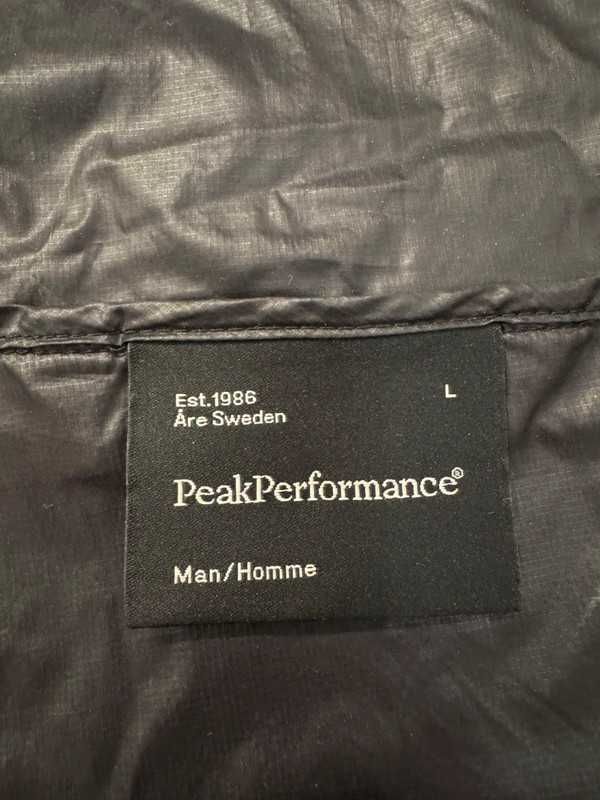 Est.1986 L
Åre Sweden
PeakPerformance®
Man/Homme